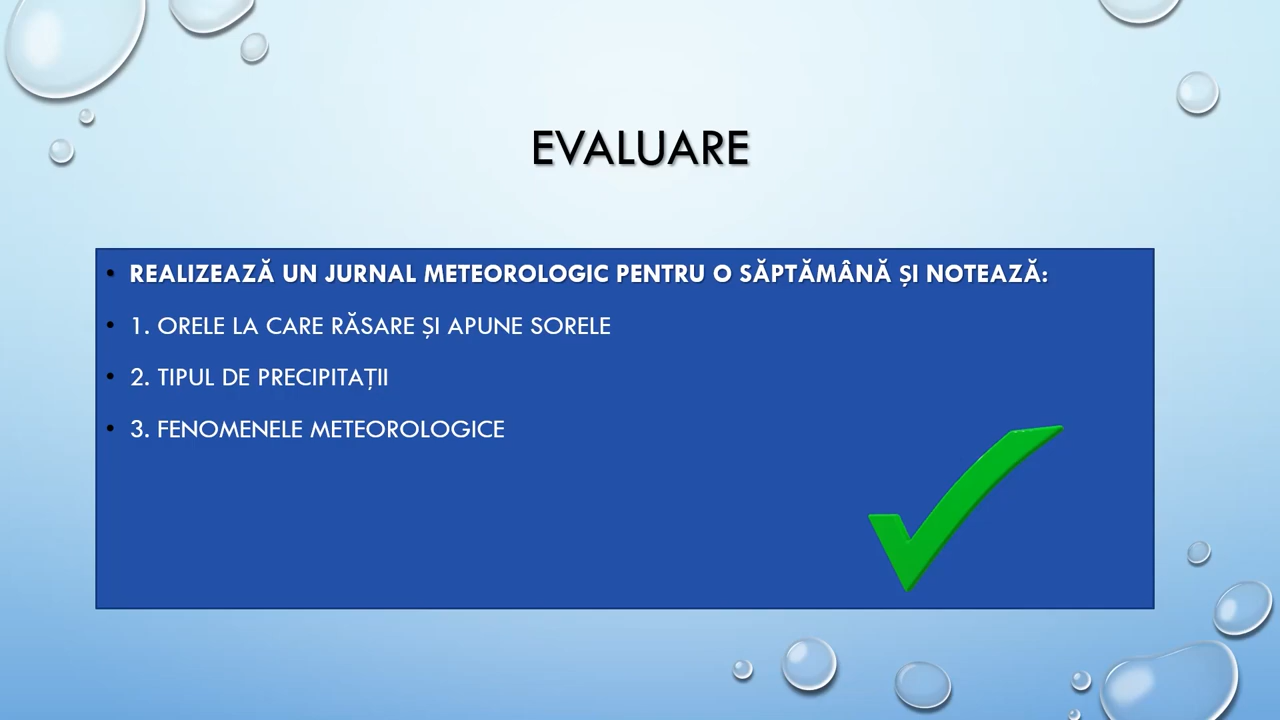 EVALUARE
• REALIZEAZĂ UN JURNAL METEOROLOGIC PENTRU O SĂPTĂMÂNĂ ȘI NOTEAZĂ:
• 1. ORELE LA CARE RĂSARE ȘI APUNE SORELE
• 2. TIPUL DE PRECIPITAȚII
• 3. FENOMENELE METEOROLOGICE